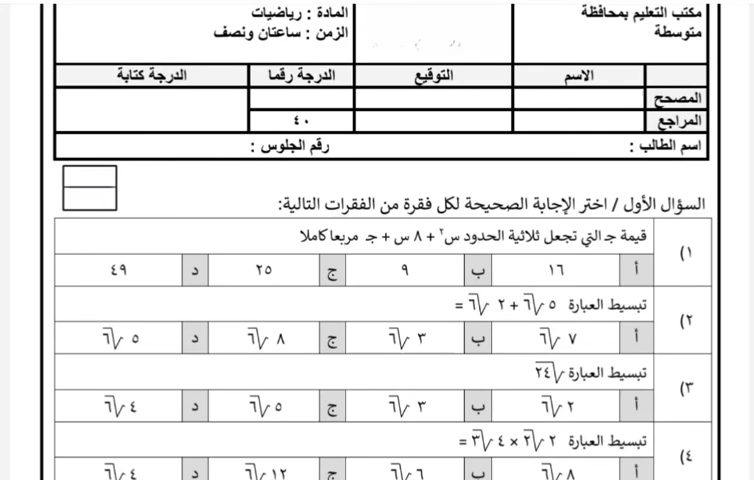 مكتب التعليم بمحافظة
المادة : رياضيات
متوسطة
الزمن : ساعتان ونصف
الاسم التوقيع الدرجة رقما الدرجة كتابة
المصحح
المراجع ٤٠
اسم الطالب : رقم الجلوس :
السؤال الأول / اختر الإجابة الصحيحة لكل فقرة من الفقرات التالية:
١) قيمة جـ التي تجعل ثلاثية الحدود س٢ + ٨ س + جـ مربعا كاملا
أ ١٦ ب ٩ ج ٢٥ د ٤٩
٢) تبسيط العبارة ٥ √٦ + ٢ √٦ =
أ ٧ √٦ ب ٣ √٦ ج ٨ √٦ د ٥ √٦
٣) تبسيط العبارة √٢٤
أ ٢ √٦ ب ٣ √٦ ج ٥ √٦ د ٤ √٦
٤) تبسيط العبارة ٢ √٢ × ٤ √٣ =
أ ٨ √٦ ب ٦ √٦ ج ١٢ √٦ د ٤ √٦